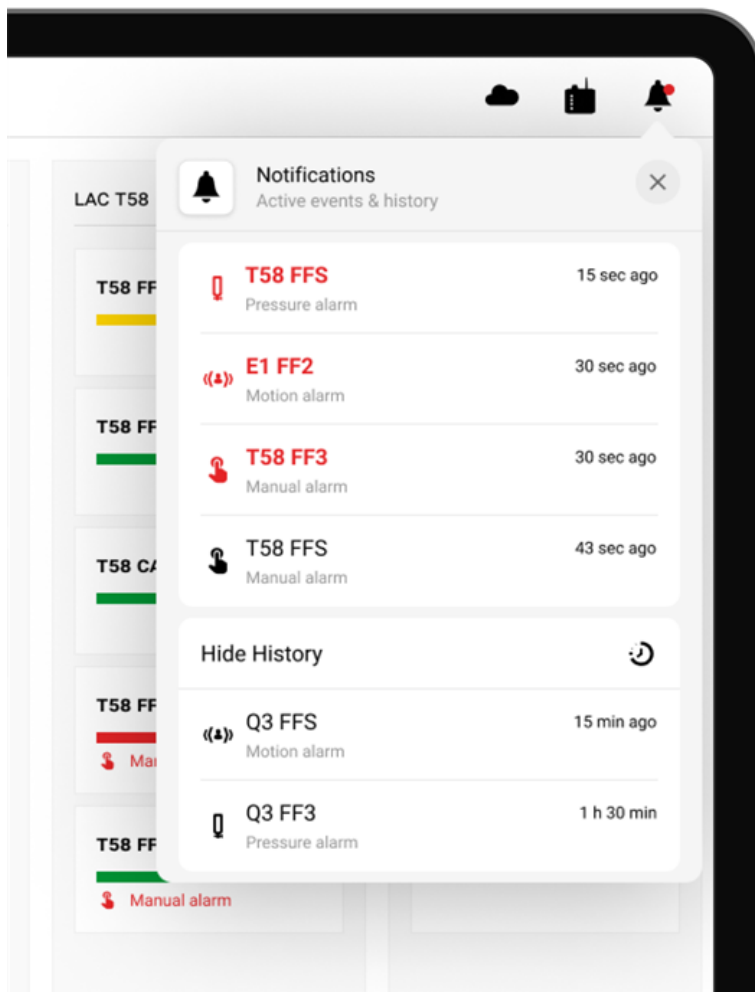 Notifications
Active events & history
LAC T58
T58 FFS
15 sec ago
Pressure alarm
T58 FF
E1 FF2
30 sec ago
Motion alarm
T58 FF
T58 FF3
30 sec ago
Manual alarm
T58 FFS
43 sec ago
Manual alarm
T58 CA
Hide History
T58 FF
Q3 FFS
15 min ago
Motion alarm
Ma
Q3 FF3
1 h 30 min
Pressure alarm
T58 FF
Manual alarm